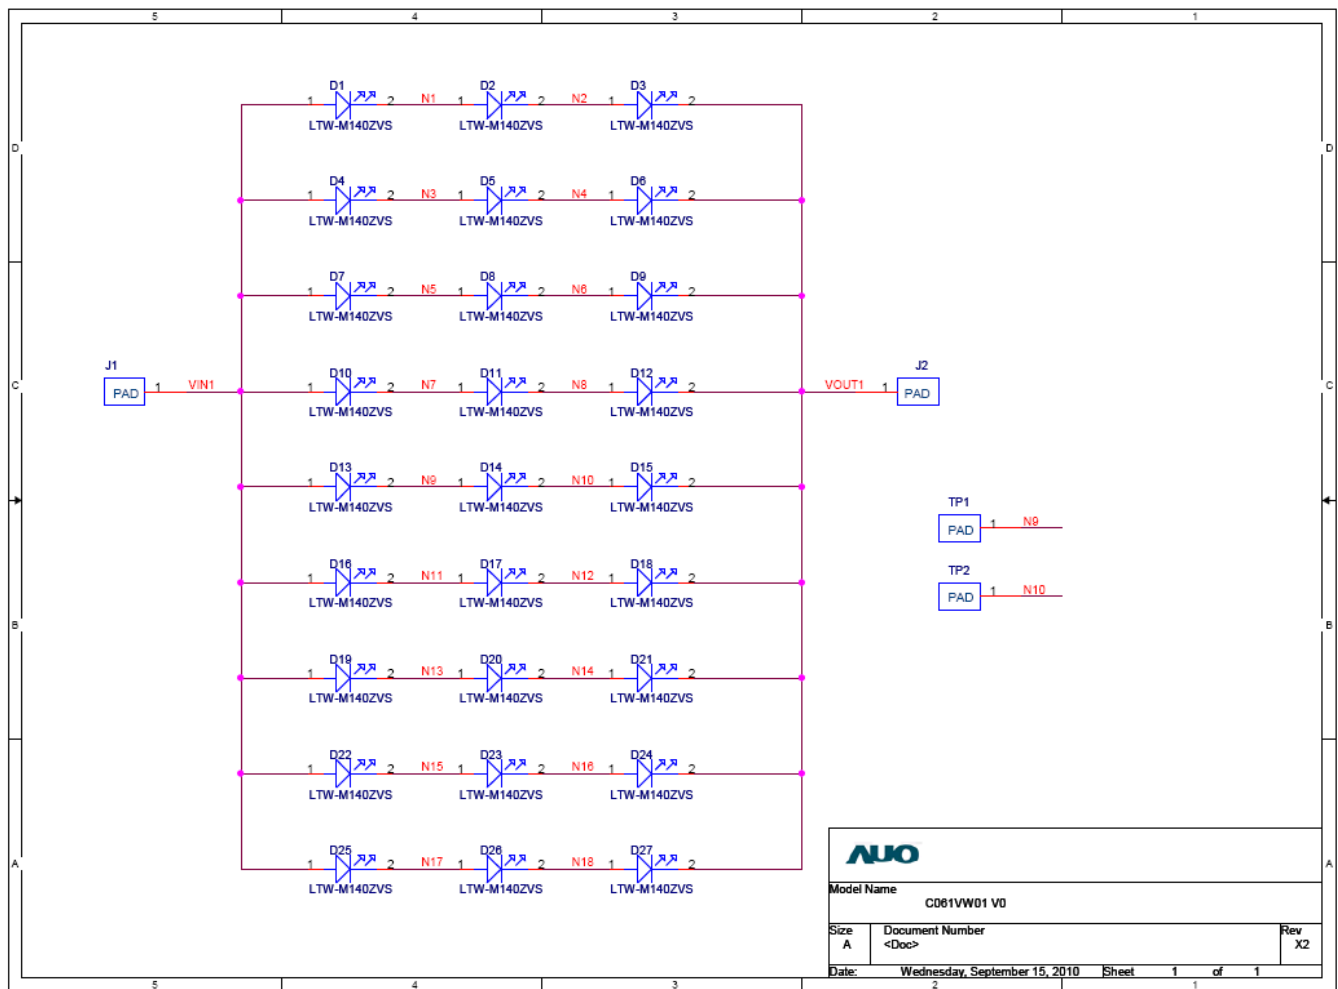 5 4 3 2 1
D1 D2 D3
1 2 N1 1 2 N2 1 2
LTW-M140ZVS LTW-M140ZVS LTW-M140ZVS
D D
D4 D5 D6
1 2 N3 1 2 N4 1 2
LTW-M140ZVS LTW-M140ZVS LTW-M140ZVS
D7 D8 D9
1 2 N5 1 2 N6 1 2
LTW-M140ZVS LTW-M140ZVS LTW-M140ZVS
J1 D10 D11 D12 J2
C PAD 1 VIN1 1 2 N7 1 2 N8 1 2 VOUT1 1 PAD C
LTW-M140ZVS LTW-M140ZVS LTW-M140ZVS
D13 D14 D15
1 2 N9 1 2 N10 1 2
LTW-M140ZVS LTW-M140ZVS LTW-M140ZVS
TP1
PAD 1 N9
D16 D17 D18
1 2 N11 1 2 N12 1 2
LTW-M140ZVS LTW-M140ZVS LTW-M140ZVS
TP2
PAD 1 N10
B B
D19 D20 D21
1 2 N13 1 2 N14 1 2
LTW-M140ZVS LTW-M140ZVS LTW-M140ZVS
D22 D23 D24
1 2 N15 1 2 N16 1 2
LTW-M140ZVS LTW-M140ZVS LTW-M140ZVS
D25 D26 D27
A 1 2 N17 1 2 N18 1 2 A
LTW-M140ZVS LTW-M140ZVS LTW-M140ZVS
AUO
Model Name
C061VW01 V0
Size Document Number Rev
A <Doc> X2
Date: Wednesday, September 15, 2010 Sheet 1 of 1
5 4 3 2 1